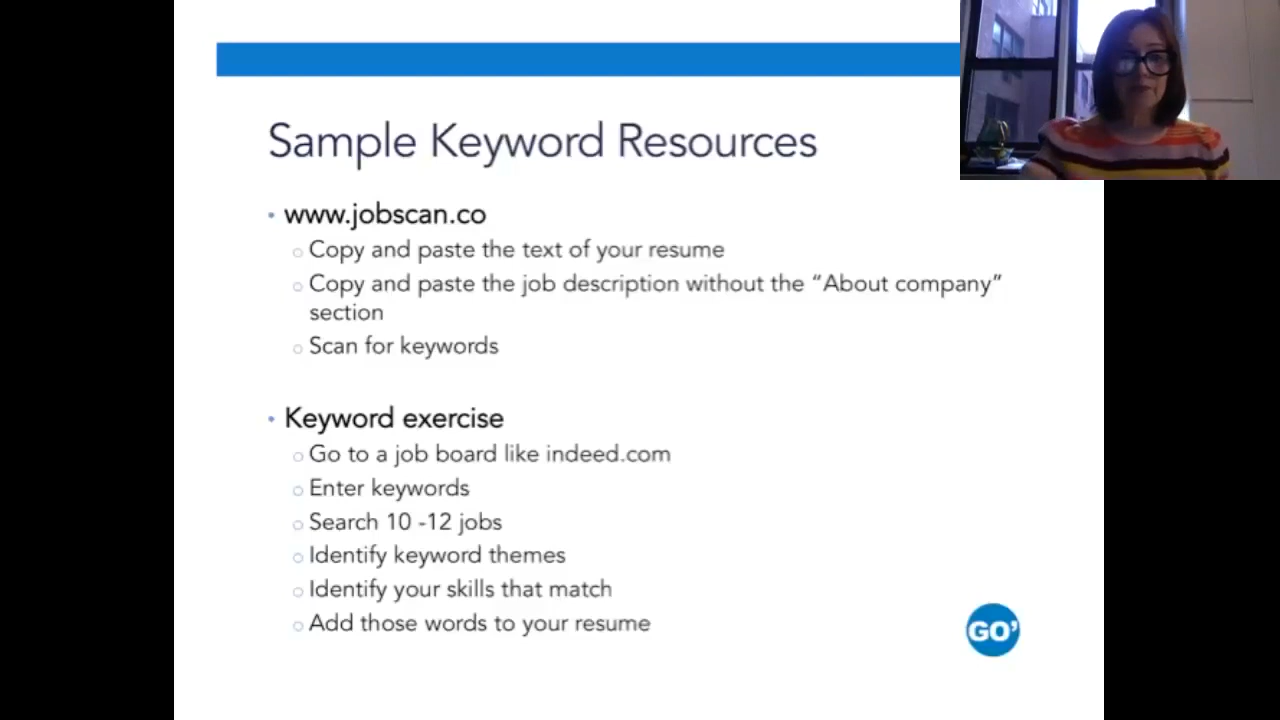 Sample Keyword Resources
• www.jobscan.co
o Copy and paste the text of your resume
o Copy and paste the job description without the “About company”
section
o Scan for keywords
• Keyword exercise
o Go to a job board like indeed.com
o Enter keywords
o Search 10 -12 jobs
o Identify keyword themes
o Identify your skills that match
o Add those words to your resume
GO’